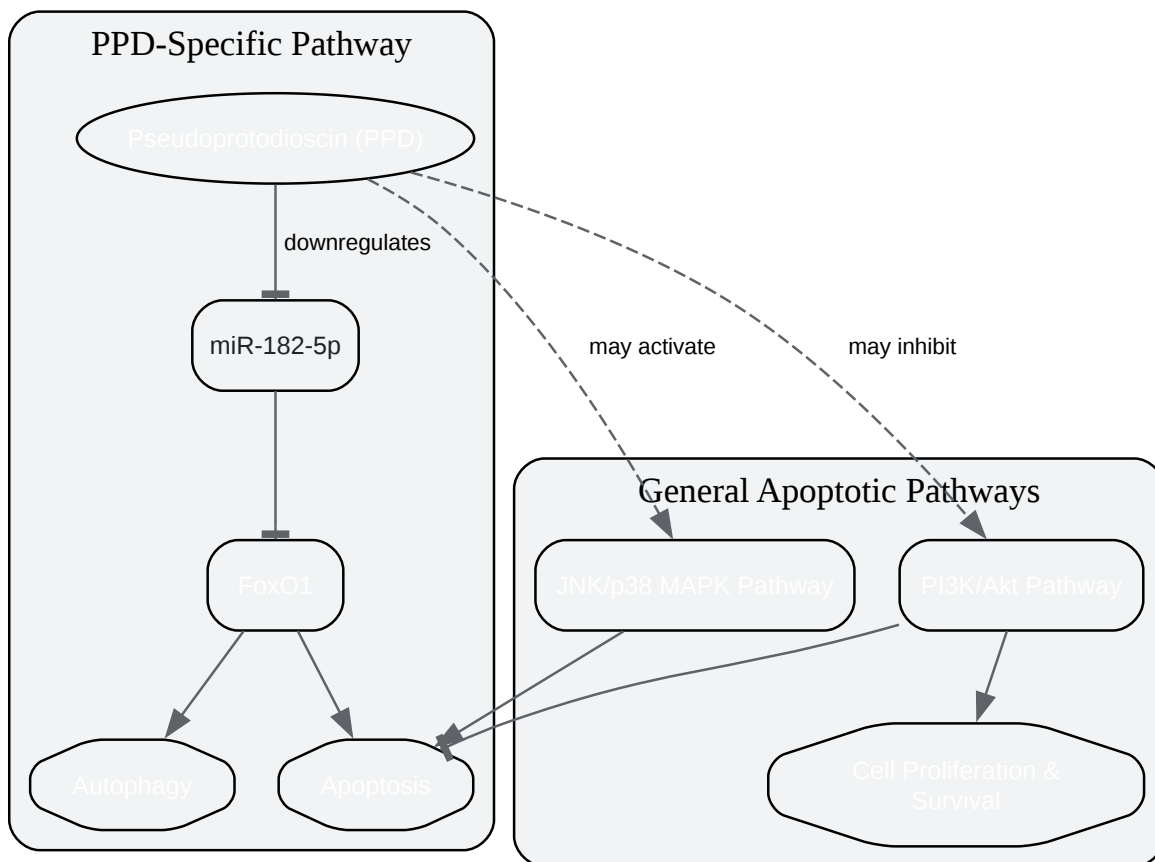 PPD-Specific Pathway
Pseudoprotodioscin (PPD)
downregulates
miR-182-5p
may activate
may inhibit
General Apoptotic Pathways
FoxO1
JNK/p38 MAPK Pathway
PI3K/Akt Pathway
Autophagy
Apoptosis
Cell Proliferation &
Survival